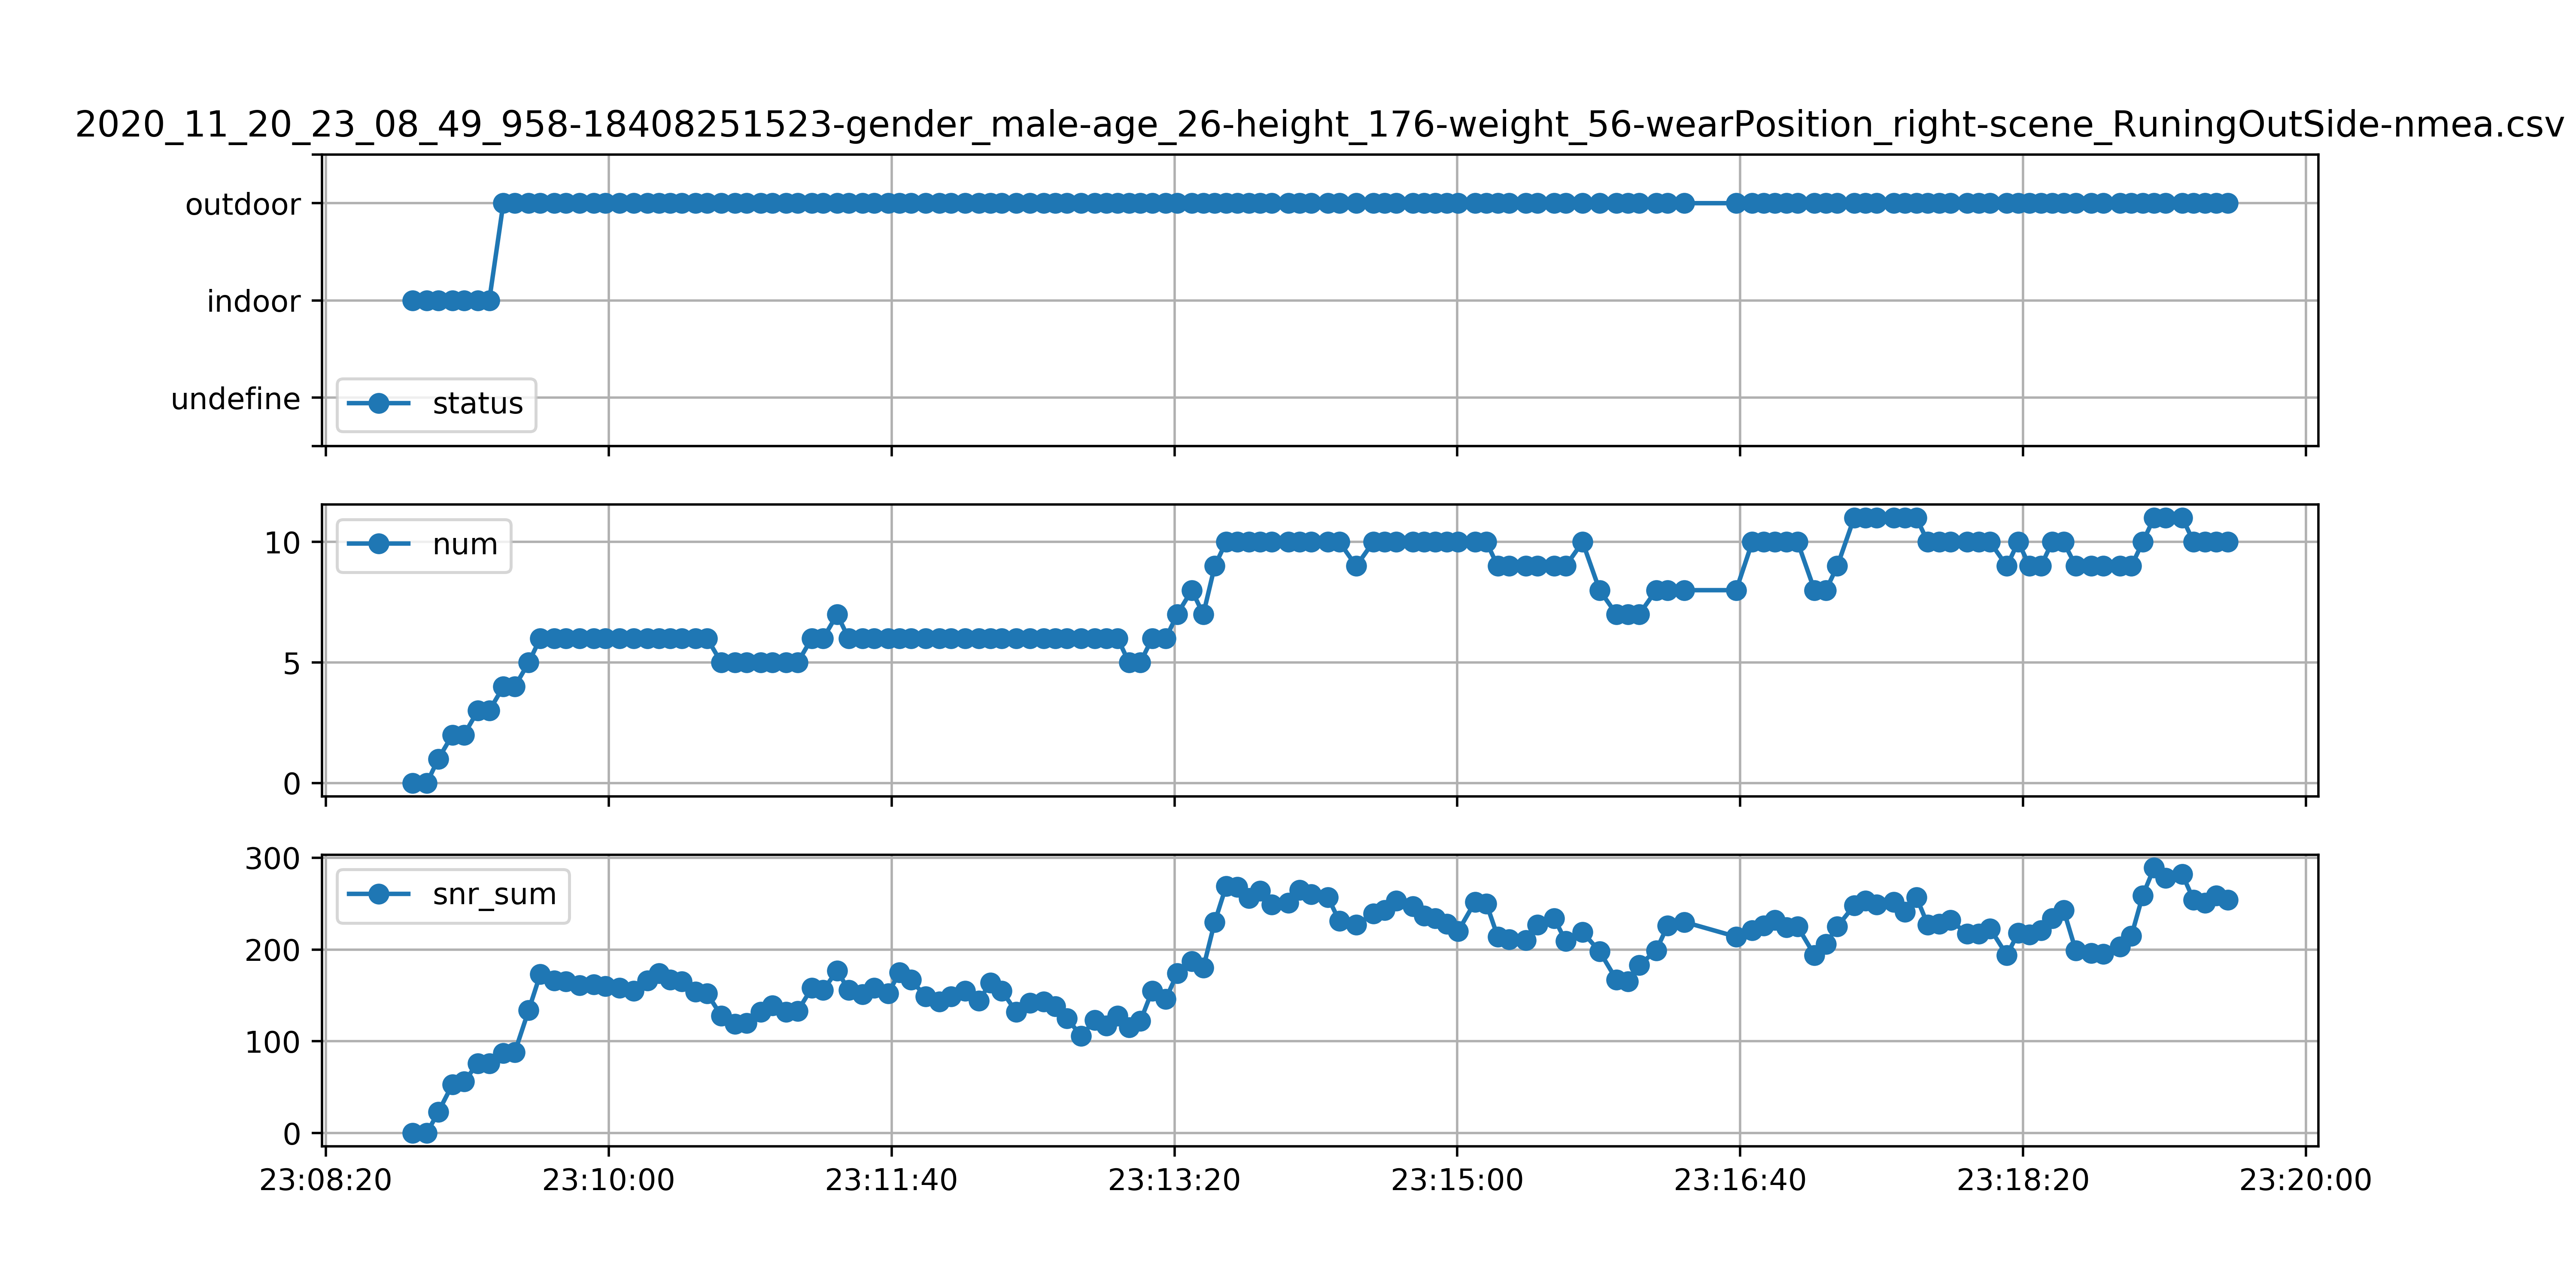 2020_11_20_23_08_49_958-18408251523-gender_male-age_26-height_176-weight_56-wearPosition_right-scene_RuningOutSide-nmea.csv
outdoor
indoor
undefine
status
10
5
0
num
300
200
100
0
snr_sum
23:08:20 23:10:00 23:11:40 23:13:20 23:15:00 23:16:40 23:18:20 23:20:00